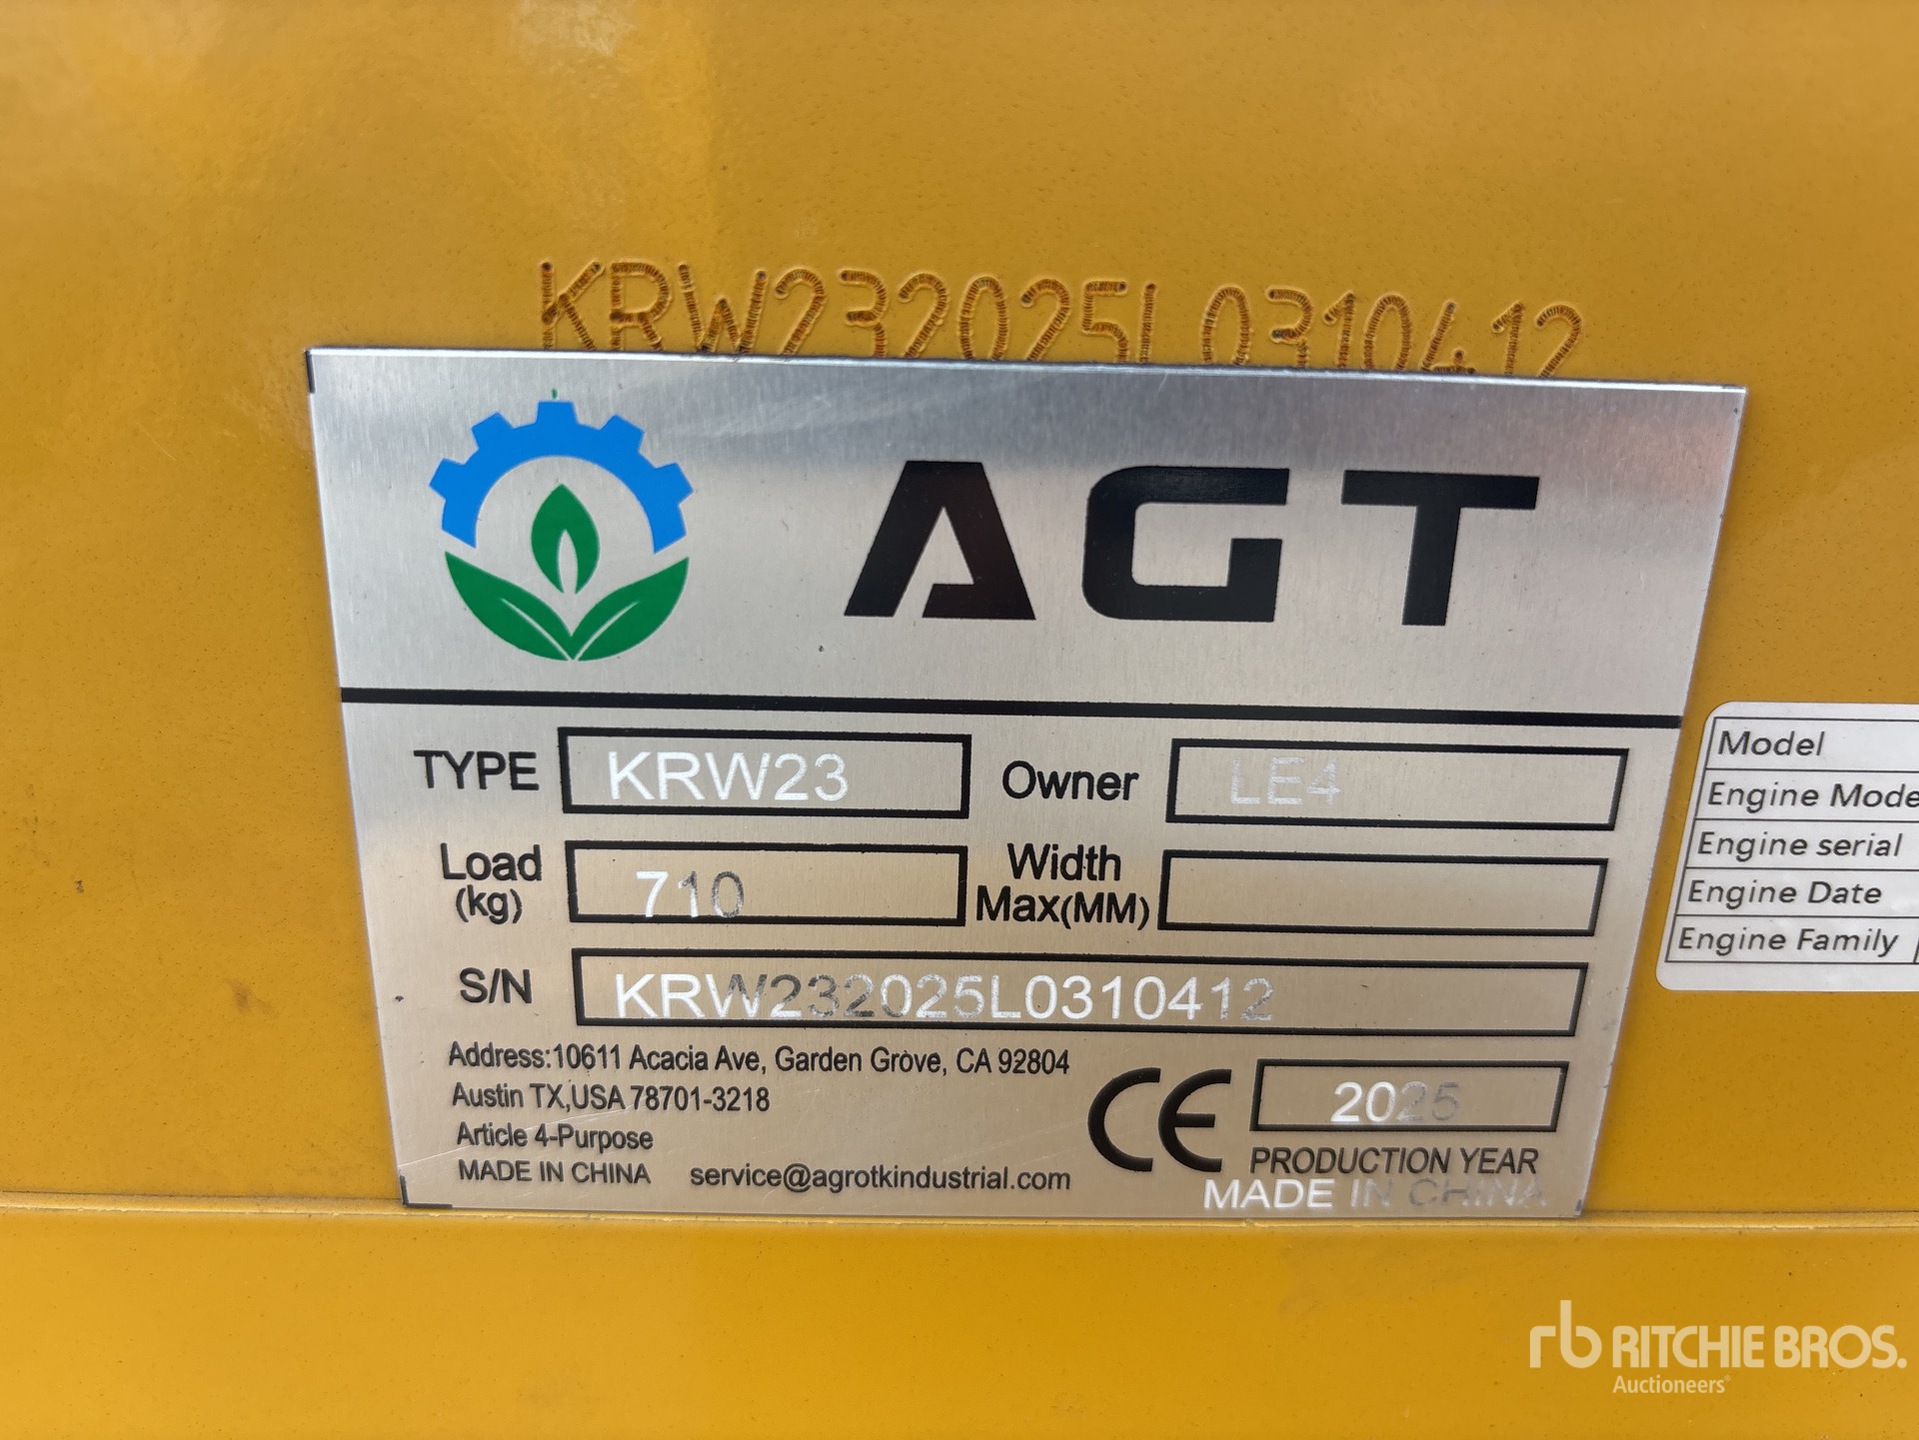 KRW232025L0310412
AGT
TYPE KRW23 Owner LE4
Load (kg) 710 Width Max(MM)
S/N KRW232025L0310412
Address:10611 Acacia Ave, Garden Grove, CA 92804
Austin TX,USA 78701-3218
Article 4-Purpose
MADE IN CHINA service@agrotkindustrial.com
CE 2025
PRODUCTION YEAR
MADE IN CHINA
Model
Engine Mode
Engine serial
Engine Date
Engine Family
rb RITCHIE BROS.
Auctioneers